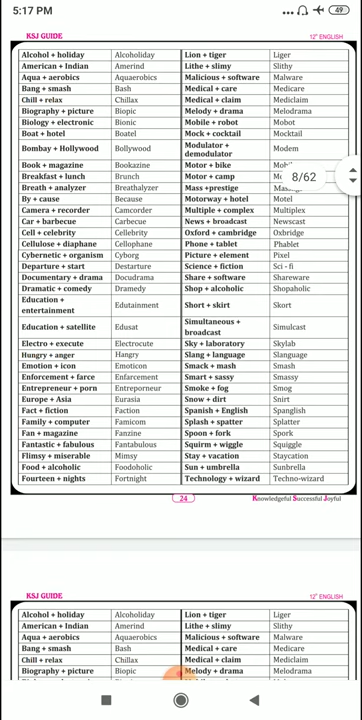 5:17 PM
49
KSJ GUIDE
12th ENGLISH
Alcohol + holiday Alcoholiday Lion + tiger Liger
American + Indian Amerind Lithe + slimy Slithy
Aqua + aerobics Aquaerobics Malicious + software Malware
Bang + smash Bash Medical + care Medicare
Chill + relax Chillax Medical + claim Mediclaim
Biography + picture Biopic Melody + drama Melodrama
Biology + electronic Bionic Mobile + robot Mobot
Boat + hotel Boatel Mock + cocktail Mocktail
Bombay + Hollywood Bollywood Modulator + demodulator Modem
Book + magazine Bookazine Motor + bike
Breakfast + lunch Brunch Motor + camp
Breath + analyzer Breathalyzer Mass +prestige
8/62
By + cause Because Motorway + hotel Motel
Camera + recorder Camcorder Multiple + complex Multiplex
Car + barbecue Carbecue News + broadcast Newscast
Cell + celebrity Cellebrity Oxford + cambridge Oxbridge
Cellulose + diaphane Cellophane Phone + tablet Phablet
Cybernetic + organism Cyborg Picture + element Pixel
Departure + start Destarture Science + fiction Sci - fi
Documentary + drama Docudrama Share + software Shareware
Dramatic + comedy Dramedy Shop + alcoholic Shopaholic
Education + entertainment Edutainment Short + skirt Skort
Education + satellite Edusat Simultaneous + broadcast Simulcast
Electro + execute Electrocute Sky + laboratory Skylab
Hungry + anger Hangry Slang + language Slanguage
Emotion + icon Emoticon Smack + mash Smash
Enforcement + farce Enfarcement Smart + sassy Smassy
Entrepreneur + porn Entreporneur Smoke + fog Smog
Europe + Asia Eurasia Snow + dirt Snirt
Fact + fiction Faction Spanish + English Spanglish
Family + computer Famicom Splash + spatter Splatter
Fan + magazine Fanzine Spoon + fork Spork
Fantastic + fabulous Fantabulous Squirm + wiggle Squiggle
Flimsy + miserable Mimsy Stay + vacation Staycation
Food + alcoholic Foodoholic Sun + umbrella Sunbrella
Fourteen + nights Fortnight Technology + wizard Techno-wizard
24
Knowledgeful Successful Joyful
KSJ GUIDE
12th ENGLISH
Alcohol + holiday Alcoholiday Lion + tiger Liger
American + Indian Amerind Lithe + slimy Slithy
Aqua + aerobics Aquaerobics Malicious + software Malware
Bang + smash Bash Medical + care Medicare
Chill + relax Chillax Medical + claim Mediclaim
Biography + picture Biopic Melody + drama Melodrama